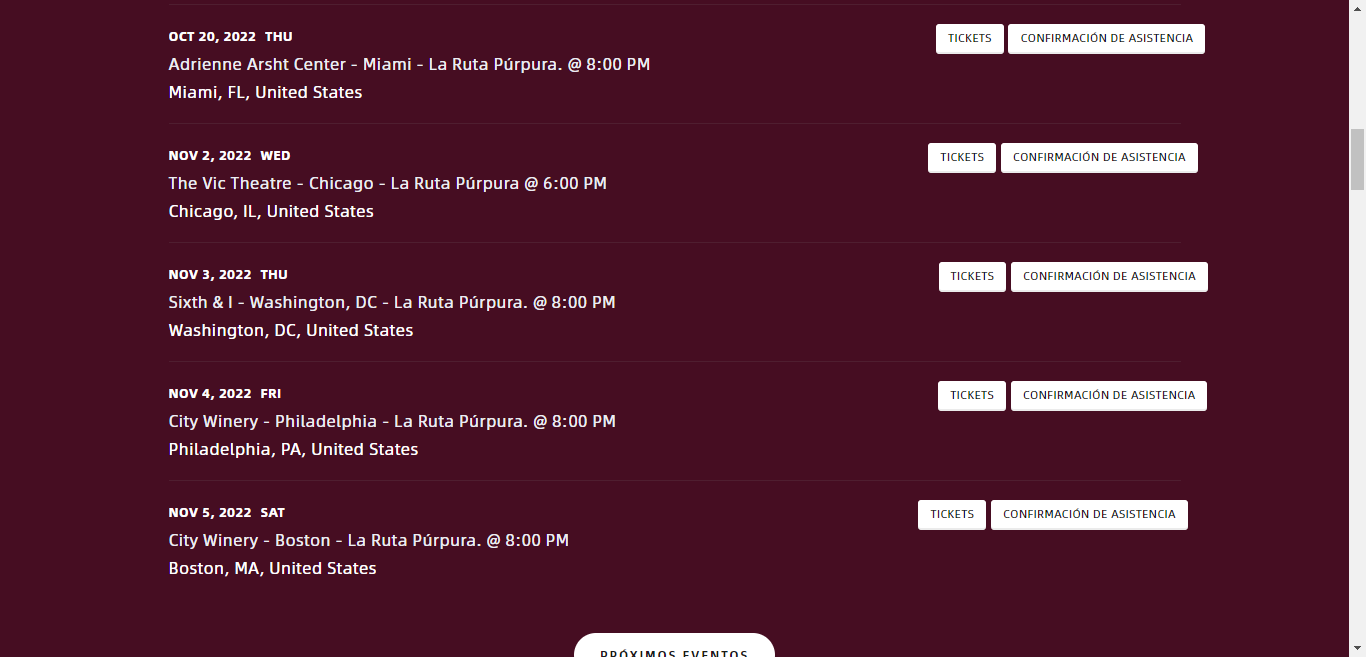 OCT 20, 2022 THU
TICKETS
CONFIRMACIÓN DE ASISTENCIA
Adrienne Arsht Center - Miami - La Ruta Púrpura. @ 8:00 PM
Miami, FL, United States
NOV 2, 2022 WED
TICKETS
CONFIRMACIÓN DE ASISTENCIA
The Vic Theatre - Chicago - La Ruta Púrpura @ 6:00 PM
Chicago, IL, United States
NOV 3, 2022 THU
TICKETS
CONFIRMACIÓN DE ASISTENCIA
Sixth & I - Washington, DC - La Ruta Púrpura. @ 8:00 PM
Washington, DC, United States
NOV 4, 2022 FRI
TICKETS
CONFIRMACIÓN DE ASISTENCIA
City Winery - Philadelphia - La Ruta Púrpura. @ 8:00 PM
Philadelphia, PA, United States
NOV 5, 2022 SAT
TICKETS
CONFIRMACIÓN DE ASISTENCIA
City Winery - Boston - La Ruta Púrpura. @ 8:00 PM
Boston, MA, United States
PRÓXIMOS EVENTOS